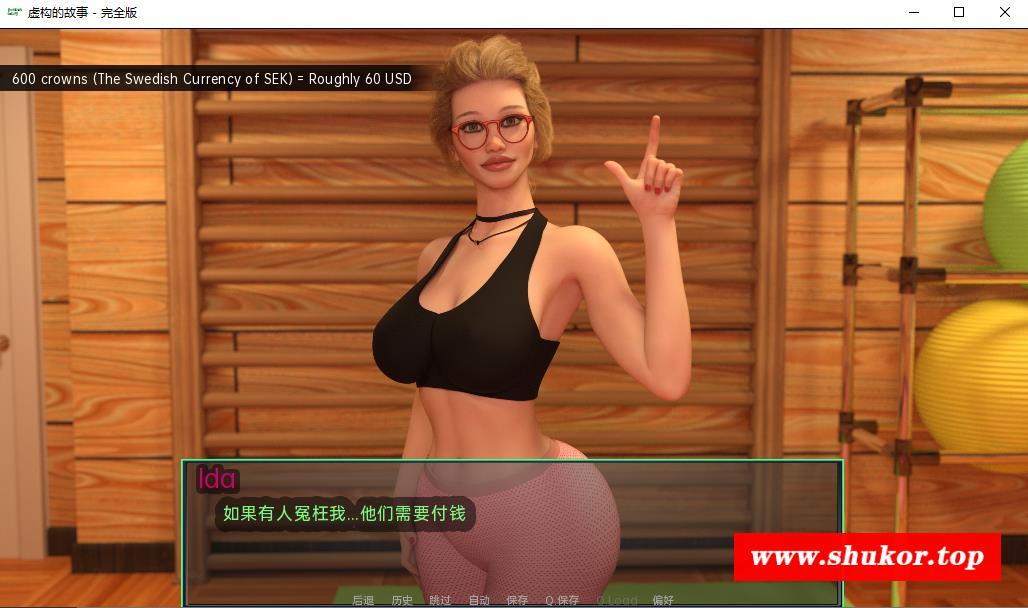 虚构的故事 - 完全版
600 crowns (The Swedish Currency of SEK) = Roughly 60 USD
Ida
如果有人冤枉我...他们需要付钱
www.shukor.top
后退 历史 跳过 自动 保存 Q.保存 Q.Load 偏好